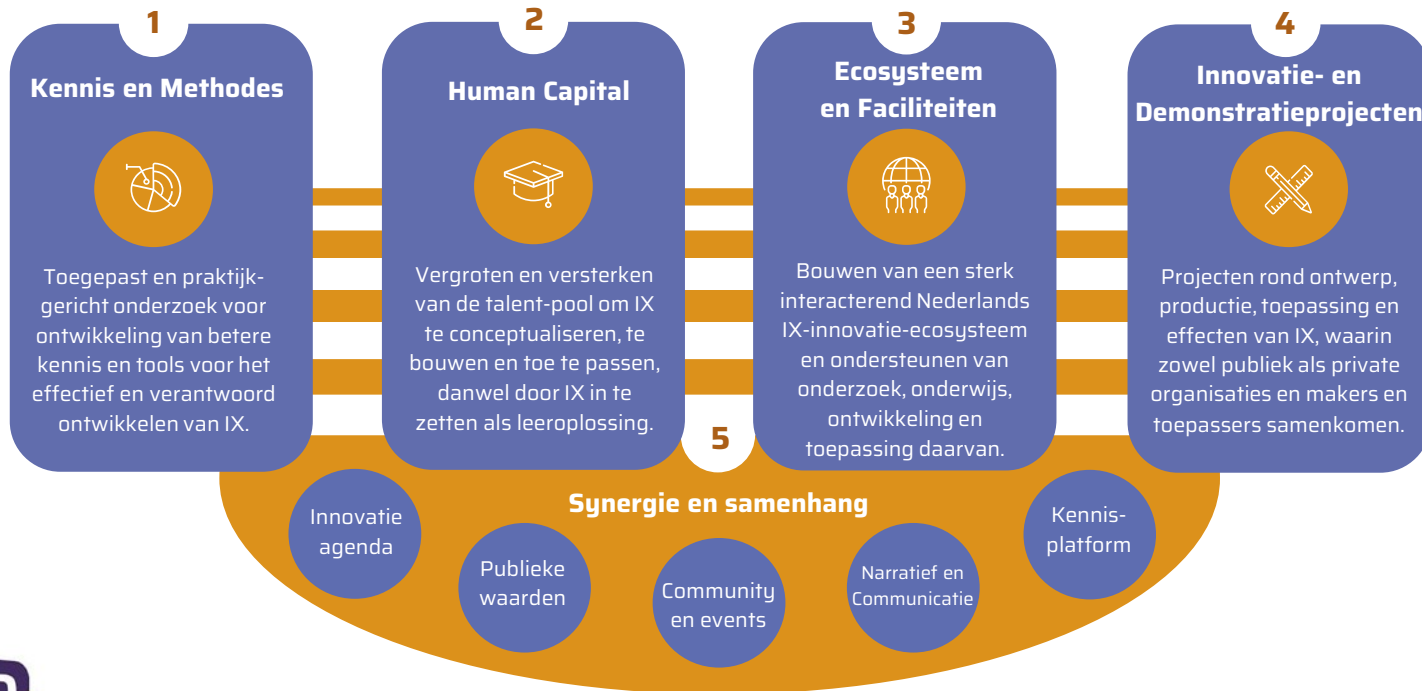 1
Kennis en Methodes
Toegepast en praktijk-
gericht onderzoek voor
ontwikkeling van betere
kennis en tools voor het
effectief en verantwoord
ontwikkelen van IX.
2
Human Capital
Vergroten en versterken
van de talent-pool om IX
te conceptualiseren, te
bouwen en toe te passen,
danwel door IX in te
zetten als leeroplossing.
3
Ecosysteem
en Faciliteiten
Bouwen van een sterk
interacterend Nederlands
IX-innovatie-ecosysteem
en ondersteunen van
onderzoek, onderwijs,
ontwikkeling en
toepassing daarvan.
4
Innovatie- en
Demonstratieprojecten
Projecten rond ontwerp,
productie, toepassing en
effecten van IX, waarin
zowel publiek als private
organisaties en makers en
toepassers samenkomen.
5
Synergie en samenhang
Innovatie
agenda
Publieke
waarden
Community
en events
Narratief en
Communicatie
Kennis-
platform